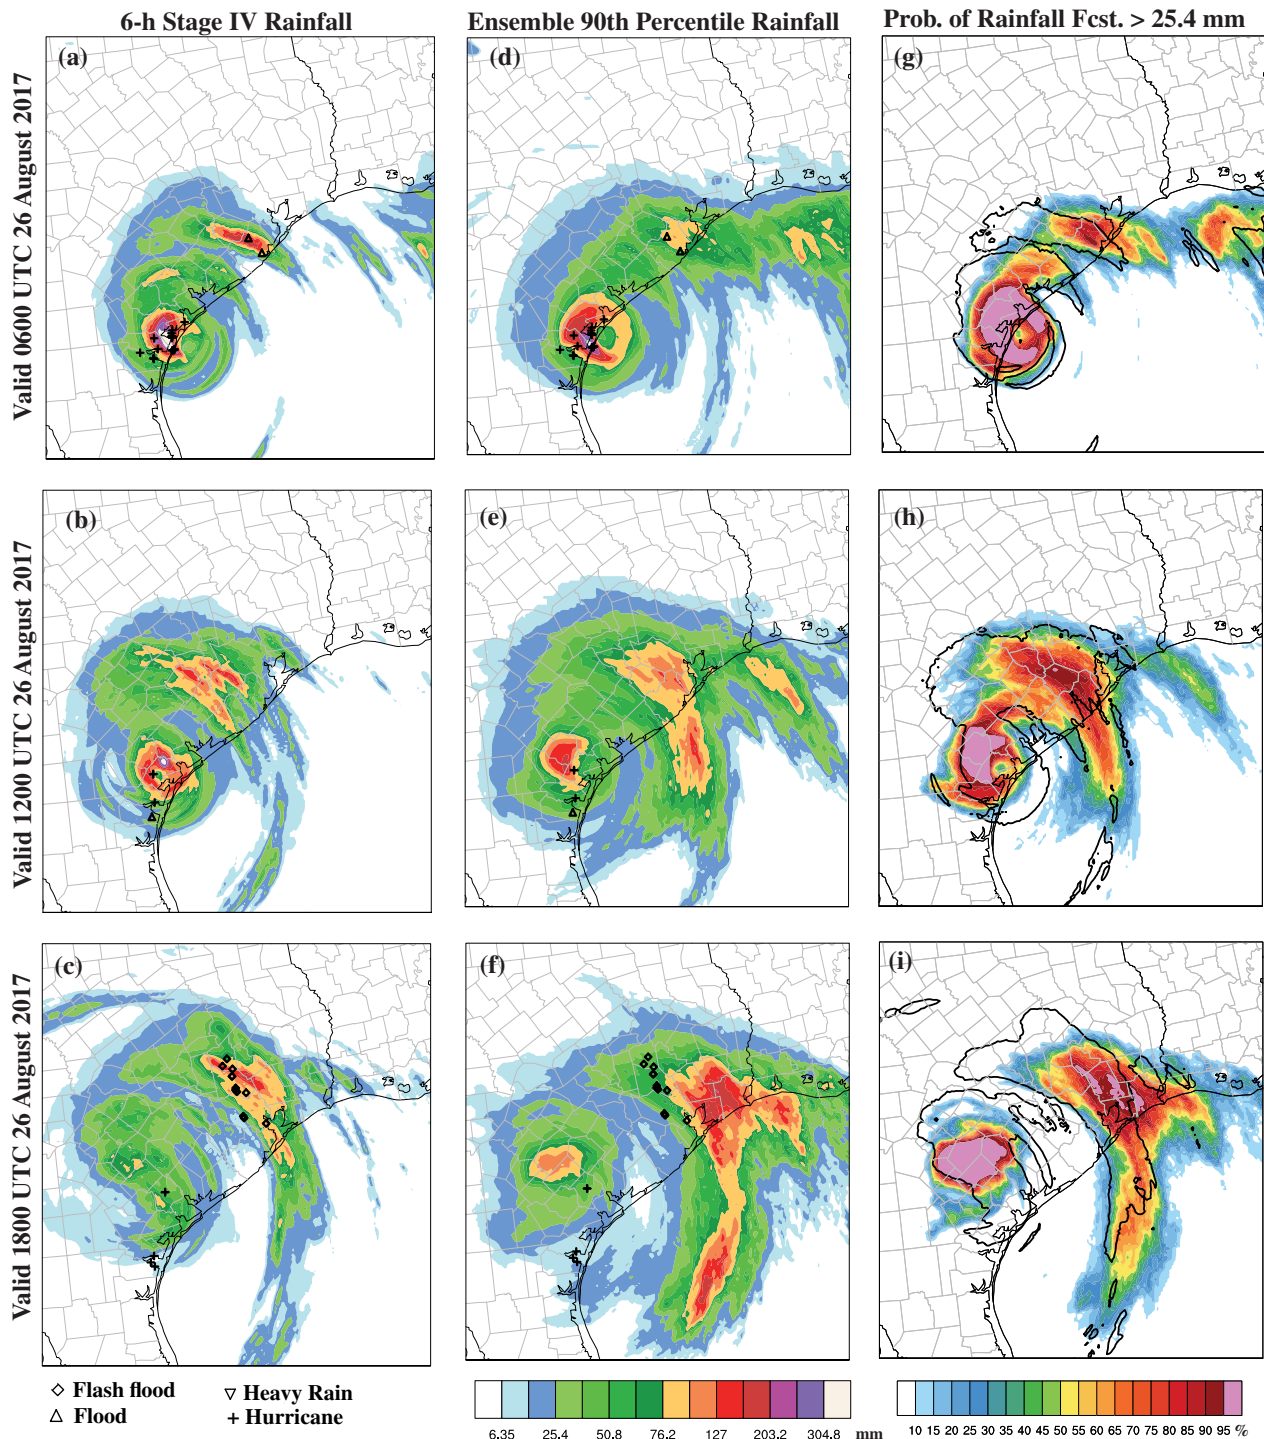 6-h Stage IV Rainfall
Ensemble 90th Percentile Rainfall
Prob. of Rainfall Fcst. > 25.4 mm
Valid 0600 UTC 26 August 2017
(a)
(d)
(g)
Valid 1200 UTC 26 August 2017
(b)
(e)
(h)
Valid 1800 UTC 26 August 2017
(c)
(f)
(i)
Flash flood
Heavy Rain
Flood
Hurricane
6.35 25.4 50.8 76.2 127 203.2 304.8 mm
10 15 20 25 30 35 40 45 50 55 60 65 70 75 80 85 90 95 %